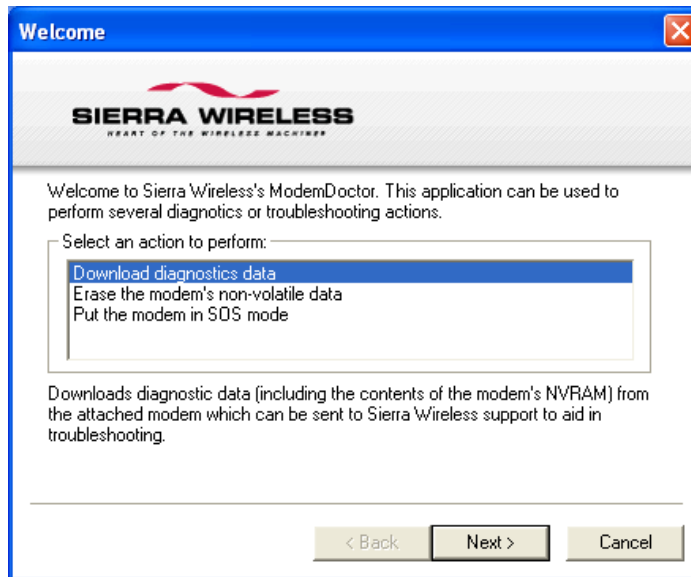 Welcome
SIERRA WIRELESS
HEART OF THE WIRELESS MACHINE®
Welcome to Sierra Wireless's ModemDoctor. This application can be used to
perform several diagnotics or troubleshooting actions.
Select an action to perform:
Download diagnostics data
Erase the modem's non-volatile data
Put the modem in SOS mode
Downloads diagnostic data (including the contents of the modem's NVRAM) from
the attached modem which can be sent to Sierra Wireless support to aid in
troubleshooting.
< Back
Next >
Cancel